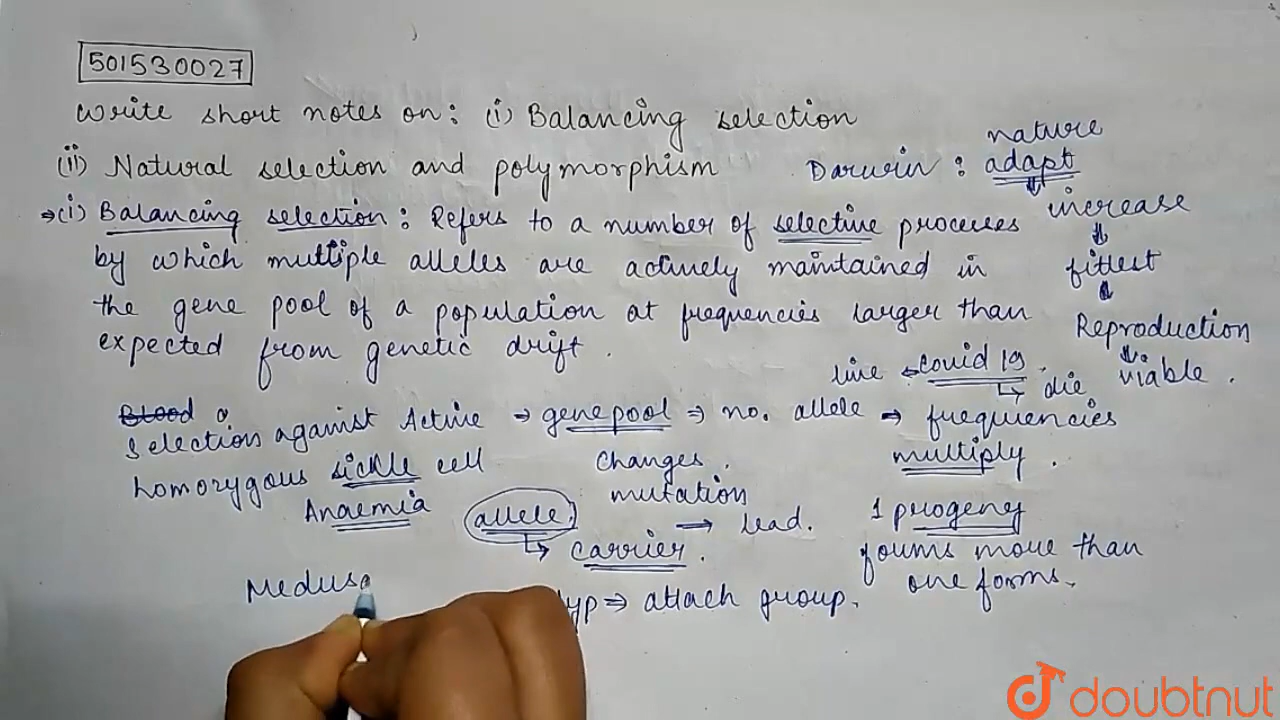 501530027
Write short notes on: (i) Balancing selection
(ii) Natural selection and polymorphism
Darwin : adapt
nature
increase
fittest
Reproduction
viable.
⇒(i) Balancing selection : Refers to a number of selective processes
by which multiple alleles are actively maintained in
the gene pool of a population at frequencies larger than
expected from genetic drift.
live covid 19.
die
Blood
Selection against Active → gene pool ⇒ no. allele → frequencies
homozygous sickle cell
Anaemia
changes.
mutation
multiply.
allele.
→ lead.
carrier.
1 progeny
forms more than
one forms.
Medusa
yp ⇒ attach group.
doubtnut